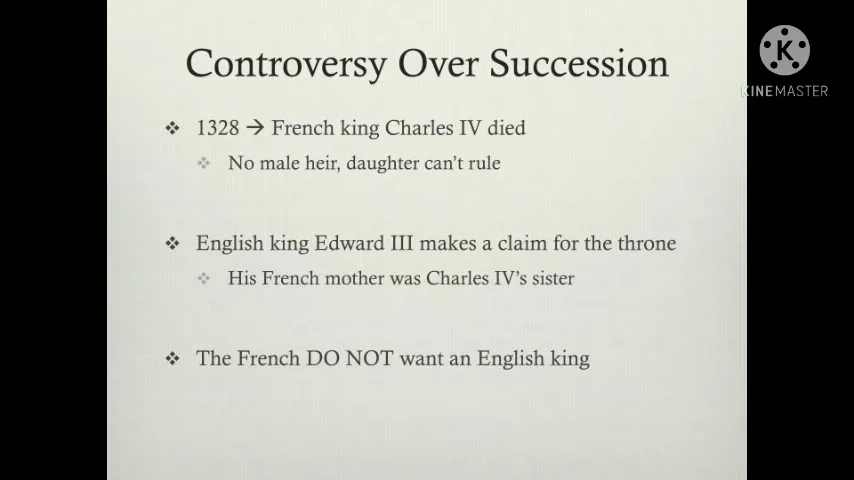 Controversy Over Succession
K
KINEMASTER
❖ 1328 → French king Charles IV died
❖ No male heir, daughter can't rule
❖ English king Edward III makes a claim for the throne
❖ His French mother was Charles IV's sister
❖ The French DO NOT want an English king